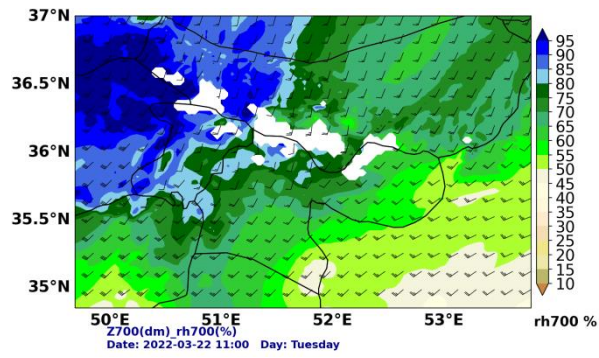 37°N
36.5°N
36°N
35.5°N
35°N
50°E
51°E
52°E
53°E
95
90
85
80
75
70
65
60
55
50
45
40
35
30
25
20
15
10
rh700 %
Z700(dm)_rh700(%)
Date: 2022-03-22 11:00 Day: Tuesday